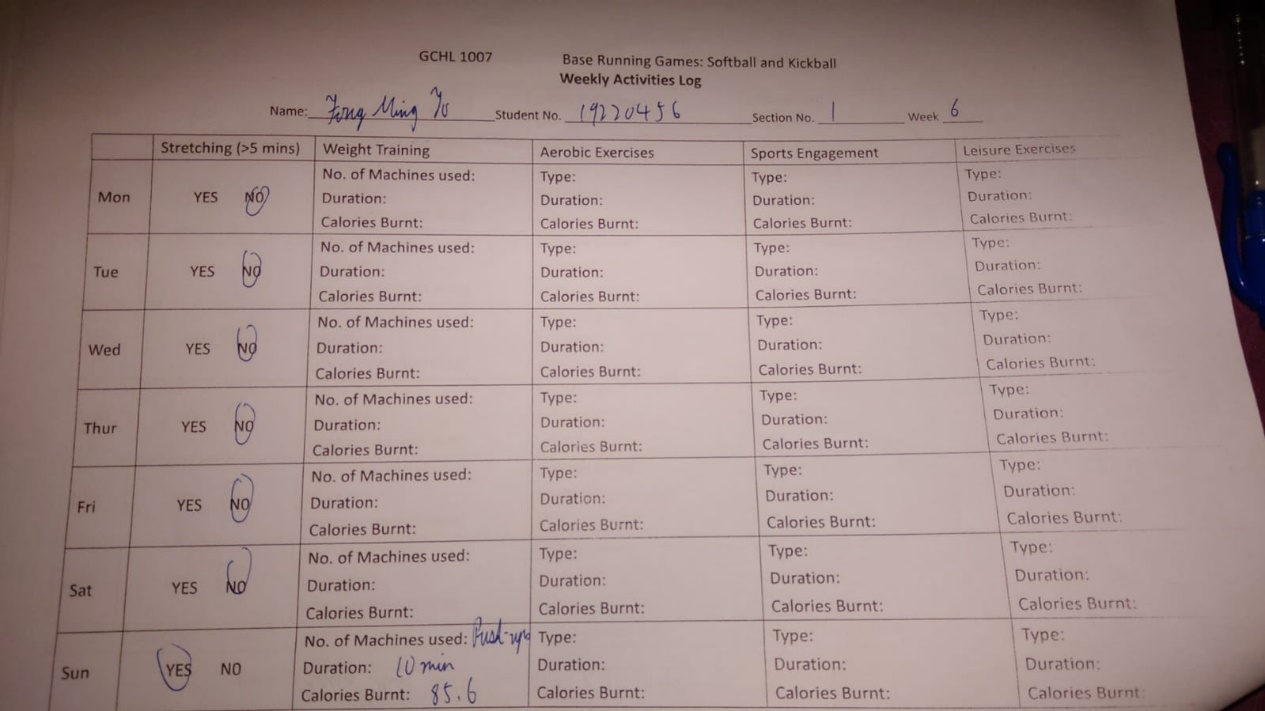 GCHL 1007 Base Running Games: Softball and Kickball
Weekly Activities Log
Name: Fong Ming Yu Student No. 19220456 Section No. 1 Week 6
Stretching (>5 mins) Weight Training Aerobic Exercises Sports Engagement Leisure Exercises
No. of Machines used: Type: Type: Type:
Mon YES NO Duration: Duration: Duration: Duration:
Calories Burnt: Calories Burnt: Calories Burnt: Calories Burnt:
No. of Machines used: Type: Type: Type:
Tue YES NO Duration: Duration: Duration: Duration:
Calories Burnt: Calories Burnt: Calories Burnt: Calories Burnt:
No. of Machines used: Type: Type: Type:
Wed YES NO Duration: Duration: Duration: Duration:
Calories Burnt: Calories Burnt: Calories Burnt: Calories Burnt:
No. of Machines used: Type: Type: Type:
Thur YES NO Duration: Duration: Duration: Duration:
Calories Burnt: Calories Burnt: Calories Burnt: Calories Burnt:
No. of Machines used: Type: Type: Type:
Fri YES NO Duration: Duration: Duration: Duration:
Calories Burnt: Calories Burnt: Calories Burnt: Calories Burnt:
No. of Machines used: Type: Type: Type:
Sat YES NO Duration: Duration: Duration: Duration:
Calories Burnt: Calories Burnt: Calories Burnt: Calories Burnt:
No. of Machines used: Push-ups Type: Type: Type:
Sun YES NO Duration: 10 min Duration: Duration: Duration:
Calories Burnt: 85.6 Calories Burnt: Calories Burnt: Calories Burnt: